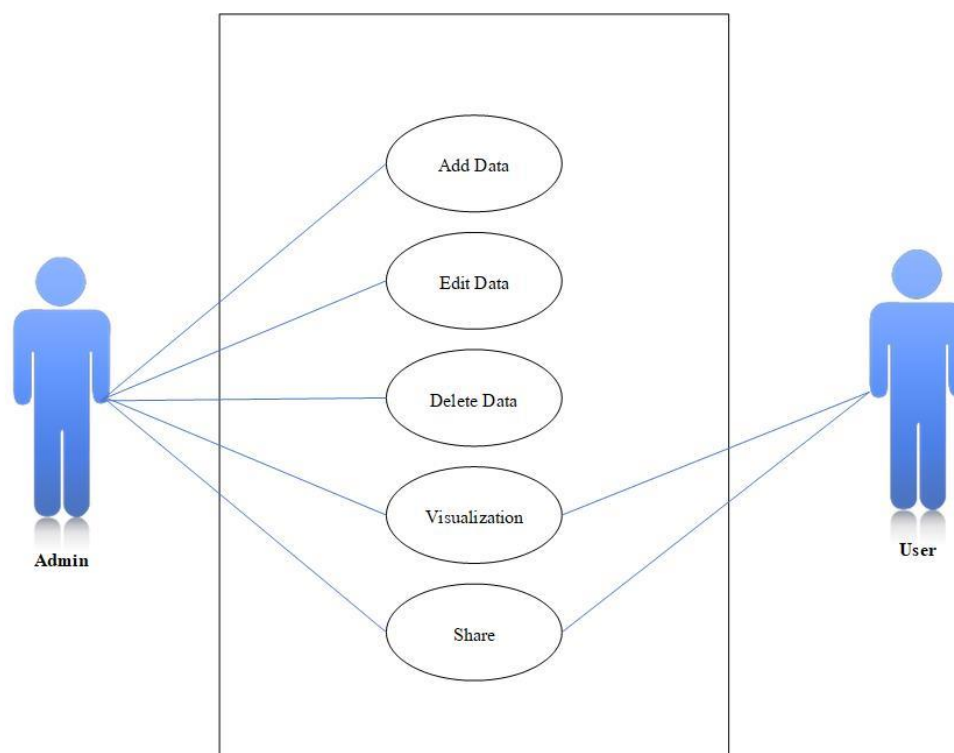 Add Data
Edit Data
Delete Data
Visualization
Share
Admin
User